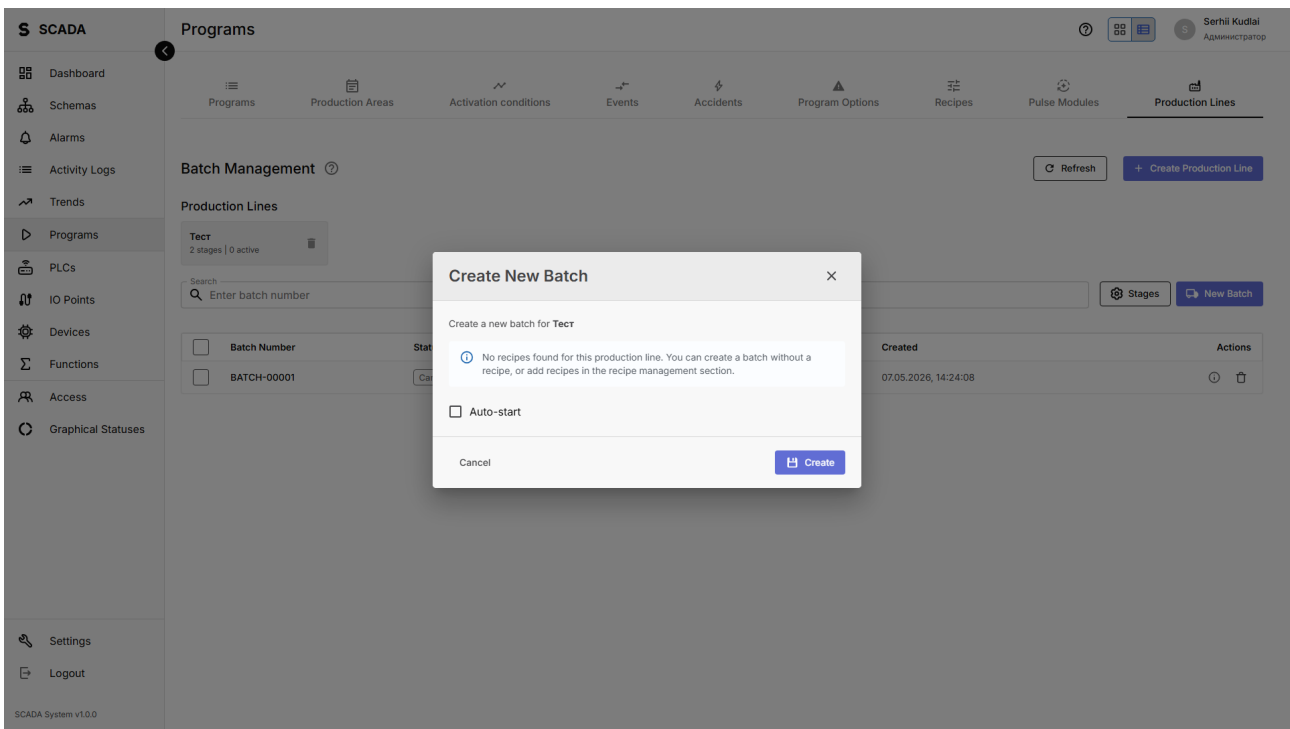 S SCADA
Programs
S
Serhii Kudlai
Администратор
Dashboard
Schemas
Alarms
Activity Logs
Trends
Programs
PLCs
IO Points
Devices
Functions
Access
Graphical Statuses
Settings
Logout
SCADA System v1.0.0
Programs
Production Areas
Activation conditions
Events
Accidents
Program Options
Recipes
Pulse Modules
Production Lines
Batch Management
Refresh
+ Create Production Line
Production Lines
Тест
2 stages | 0 active
Search
Enter batch number
Stages
New Batch
Batch Number
Stat
Created
Actions
BATCH-00001
Ca
07.05.2026, 14:24:08
Create New Batch
Create a new batch for Тест
No recipes found for this production line. You can create a batch without a
recipe, or add recipes in the recipe management section.
Auto-start
Cancel
Create